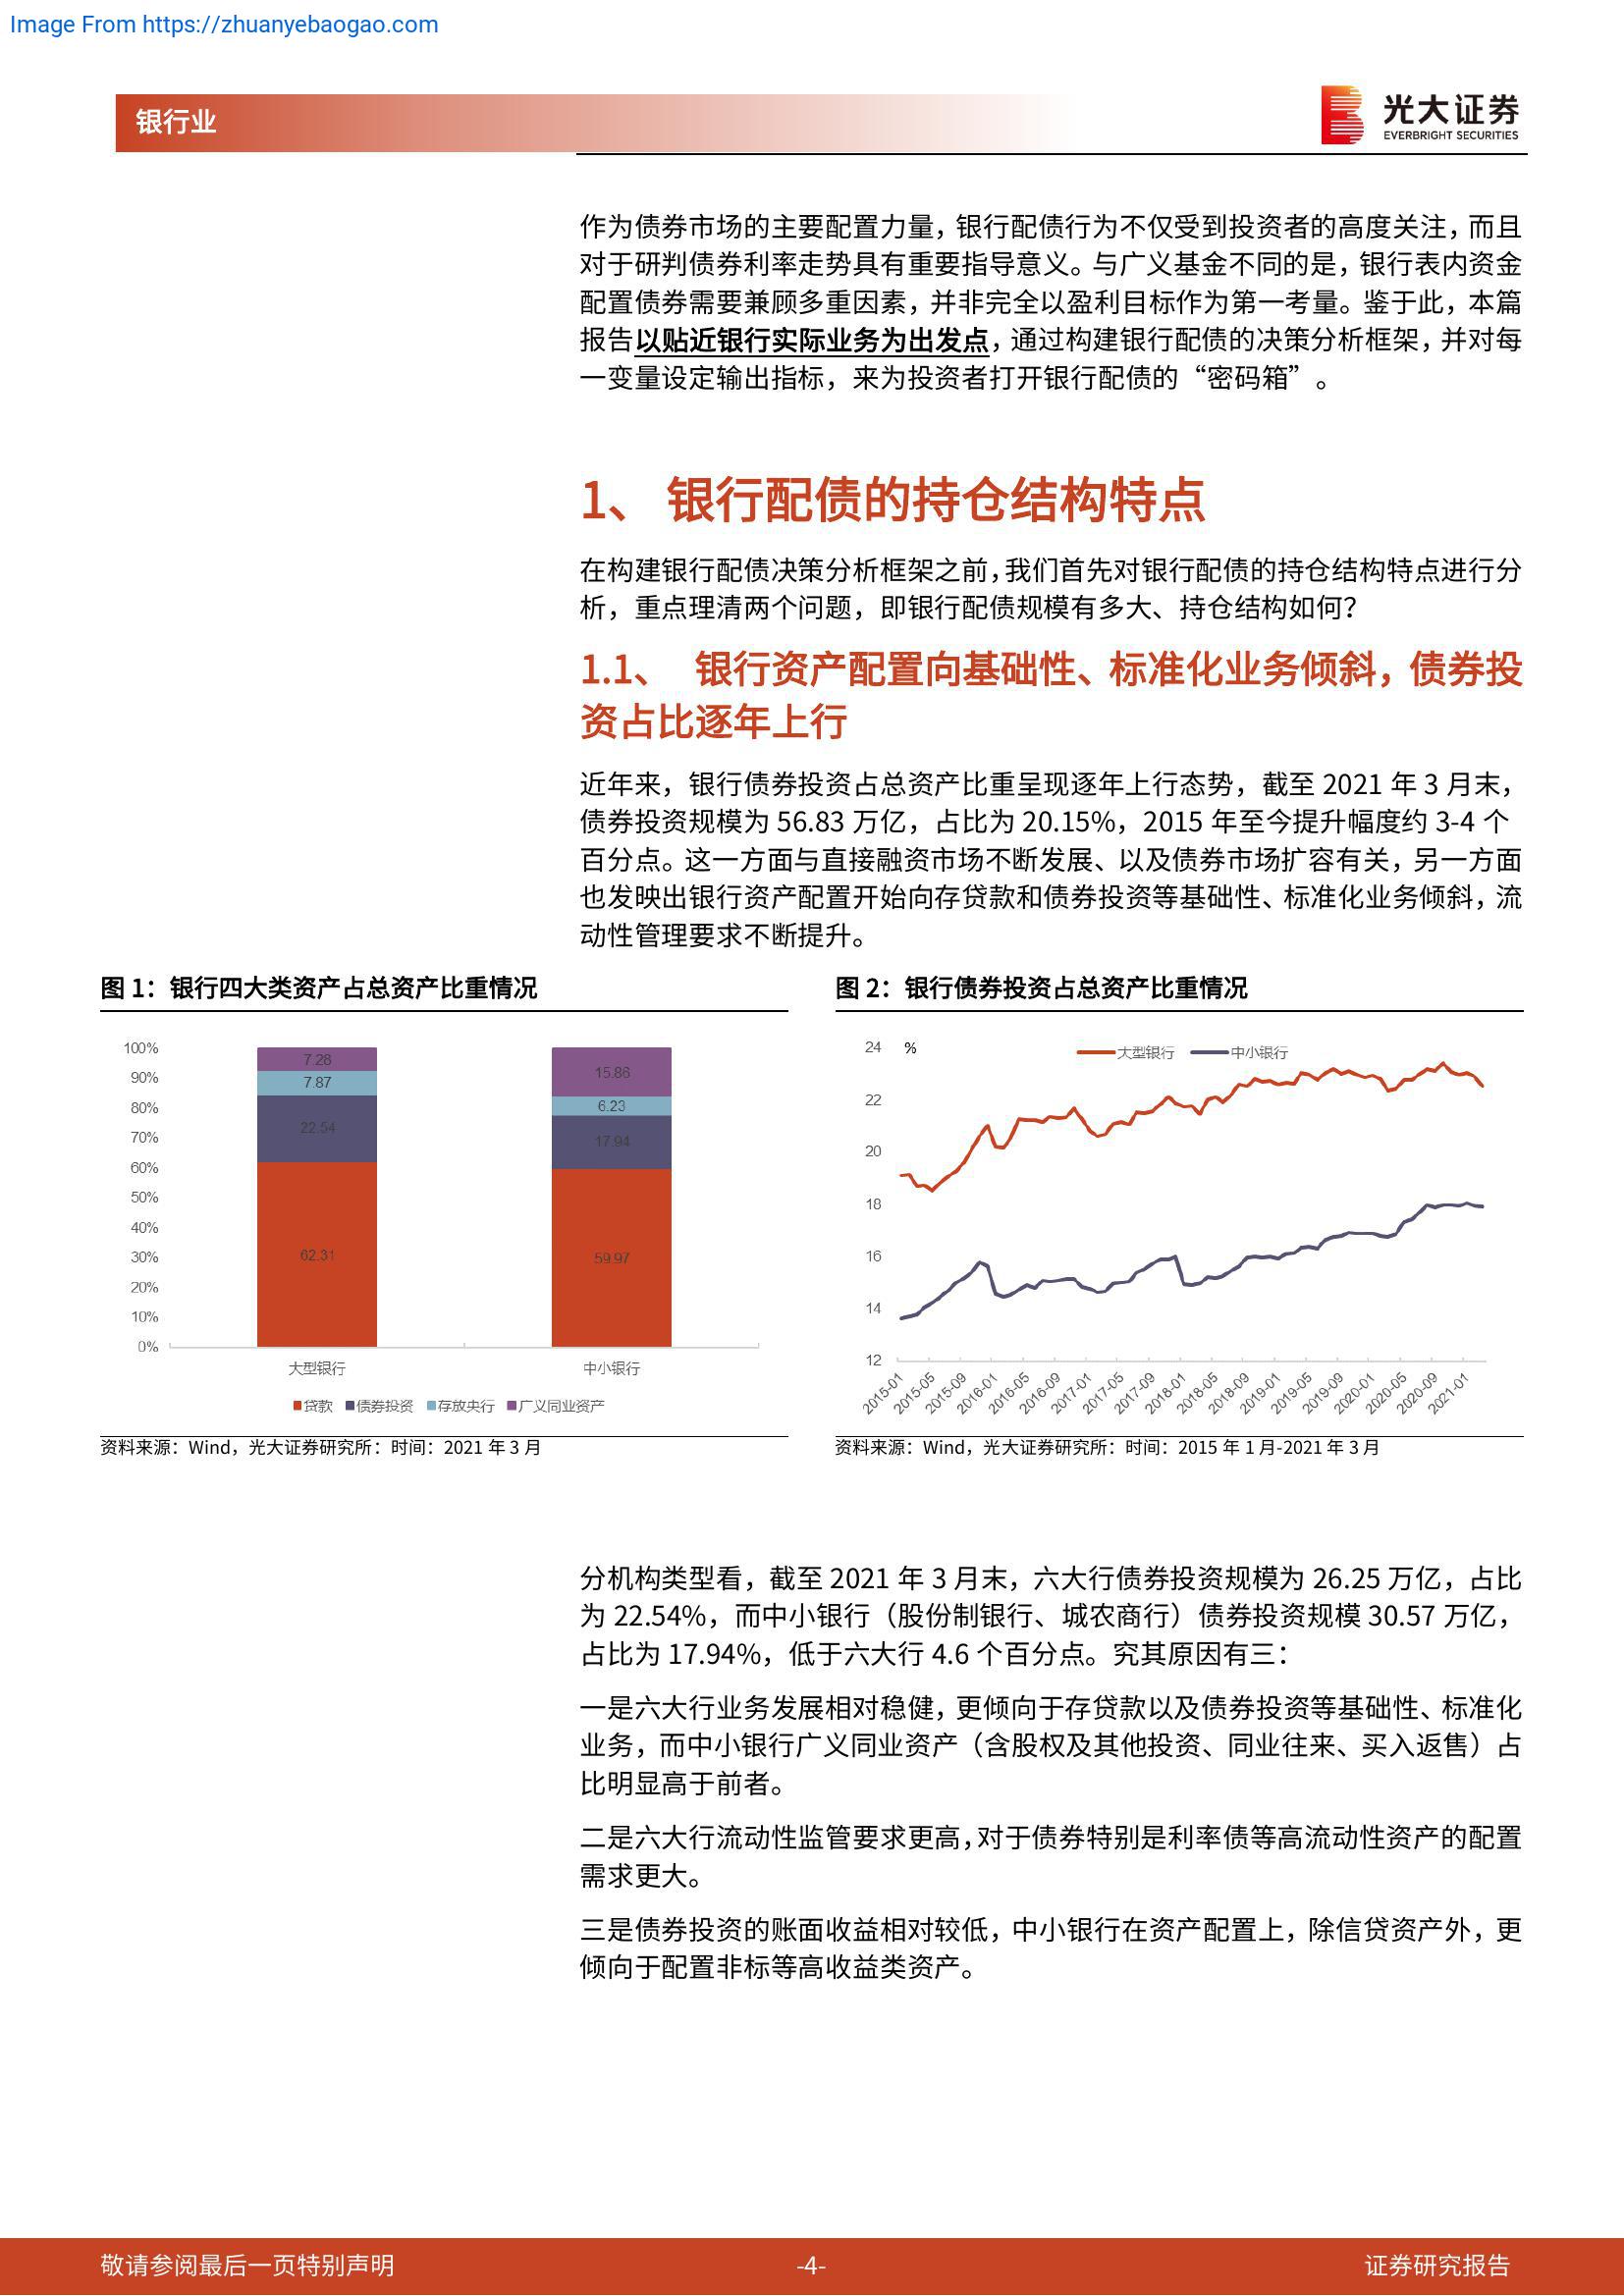 Image From https://zhuanyebaogao.com
银行业
光大证券
EVERBRIGHT SECURITIES
作为债券市场的主要配置力量，银行配债行为不仅受到投资者的高度关注，而且
对于研判债券利率走势具有重要指导意义。与广义基金不同的是，银行表内资金
配置债券需要兼顾多重因素，并非完全以盈利目标作为第一考量。鉴于此，本篇
报告以贴近银行实际业务为出发点，通过构建银行配债的决策分析框架，并对每
一变量设定输出指标，来为投资者打开银行配债的“密码箱”。
1、 银行配债的持仓结构特点
在构建银行配债决策分析框架之前，我们首先对银行配债的持仓结构特点进行分
析，重点理清两个问题，即银行配债规模有多大、持仓结构如何？
1.1、 银行资产配置向基础性、标准化业务倾斜，债券投
资占比逐年上行
近年来，银行债券投资占总资产比重呈现逐年上行态势，截至 2021 年 3 月末，
债券投资规模为 56.83 万亿，占比为 20.15%，2015 年至今提升幅度约 3-4 个
百分点。这一方面与直接融资市场不断发展、以及债券市场扩容有关，另一方面
也发映出银行资产配置开始向存贷款和债券投资等基础性、标准化业务倾斜，流
动性管理要求不断提升。
图 1：银行四大类资产占总资产比重情况
100%
90%
80%
70%
60%
50%
40%
30%
20%
10%
0%
7.28
7.87
22.54
62.31
15.86
6.23
17.94
59.97
大型银行
中小银行
贷款 债券投资 存放央行 广义同业资产
资料来源：Wind，光大证券研究所：时间：2021 年 3 月
图 2：银行债券投资占总资产比重情况
%
大型银行 中小银行
24
22
20
18
16
14
12
2015-01
2015-05
2015-09
2016-01
2016-05
2016-09
2017-01
2017-05
2017-09
2018-01
2018-05
2018-09
2019-01
2019-05
2019-09
2020-01
2020-05
2020-09
2021-01
资料来源：Wind，光大证券研究所：时间：2015 年 1 月-2021 年 3 月
分机构类型看，截至 2021 年 3 月末，六大行债券投资规模为 26.25 万亿，占比
为 22.54%，而中小银行（股份制银行、城农商行）债券投资规模 30.57 万亿，
占比为 17.94%，低于六大行 4.6 个百分点。究其原因有三：
一是六大行业务发展相对稳健，更倾向于存贷款以及债券投资等基础性、标准化
业务，而中小银行广义同业资产（含股权及其他投资、同业往来、买入返售）占
比明显高于前者。
二是六大行流动性监管要求更高，对于债券特别是利率债等高流动性资产的配置
需求更大。
三是债券投资的账面收益相对较低，中小银行在资产配置上，除信贷资产外，更
倾向于配置非标等高收益类资产。
敬请参阅最后一页特别声明
-4-
证券研究报告